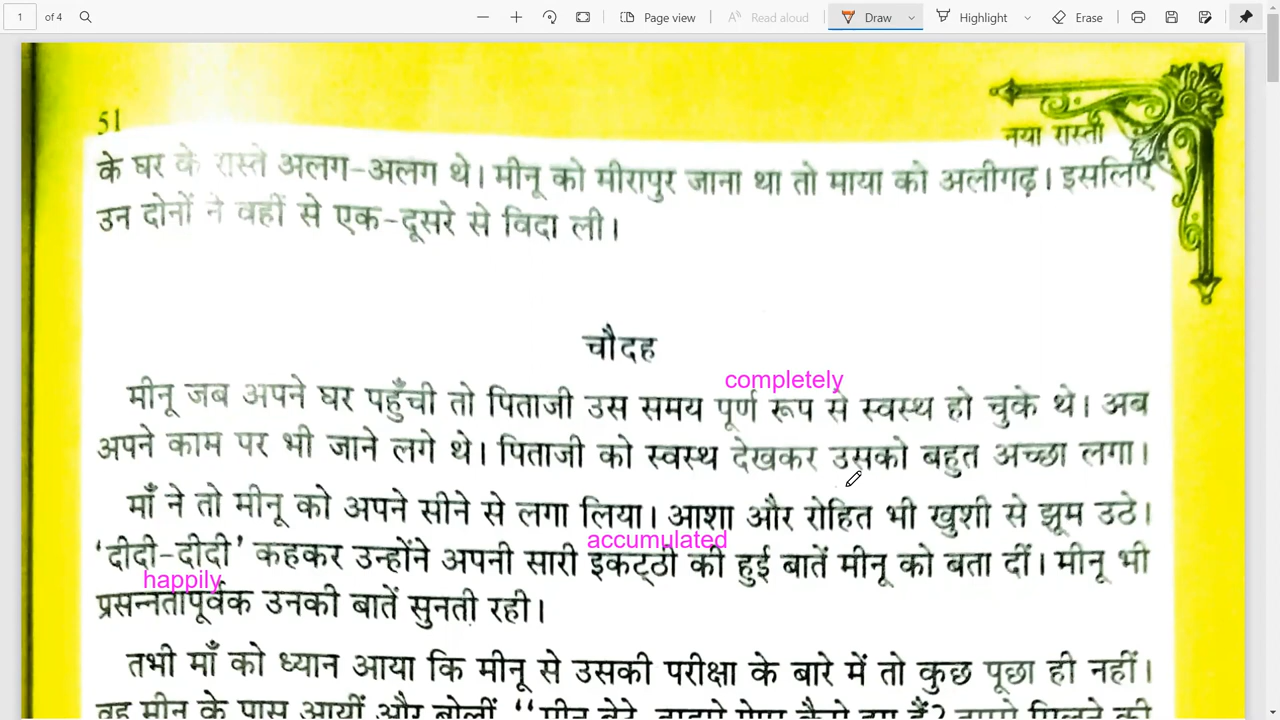 1 of 4 Page view Read aloud Draw Highlight Erase
51
नया रास्ता
के घर के रास्ते अलग-अलग थे। मीनू को मीरापुर जाना था तो माया को अलीगढ़। इसलिए
उन दोनों ने वहीं से एक-दूसरे से विदा ली।
चौदह
completely
मीनू जब अपने घर पहुँची तो पिताजी उस समय पूर्ण रूप से स्वस्थ हो चुके थे। अब
अपने काम पर भी जाने लगे थे। पिताजी को स्वस्थ देखकर उसको बहुत अच्छा लगा।
माँ ने तो मीनू को अपने सीने से लगा लिया। आशा और रोहित भी खुशी से झूम उठे।
accumulated
‘दीदी-दीदी’ कहकर उन्होंने अपनी सारी इकट्ठी की हुई बातें मीनू को बता दीं। मीनू भी
happily
प्रसन्नतापूर्वक उनकी बातें सुनती रही।
तभी माँ को ध्यान आया कि मीनू से उसकी परीक्षा के बारे में तो कुछ पूछा ही नहीं।
वह मीनू के पास आयीं और बोलीं, “मीनू बेटे,